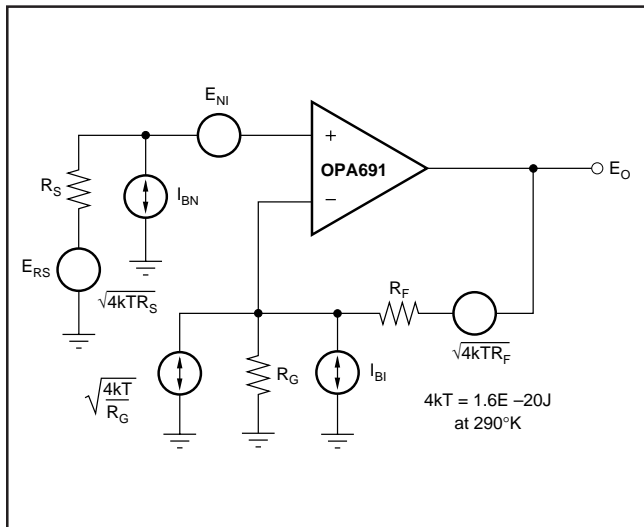 E_NI
+
OPA691
−
E_O
R_S
I_BN
E_RS
√4kTR_S
R_F
√4kTR_F
√4kT/R_G
R_G
I_BI
4kT = 1.6E –20J
at 290°K